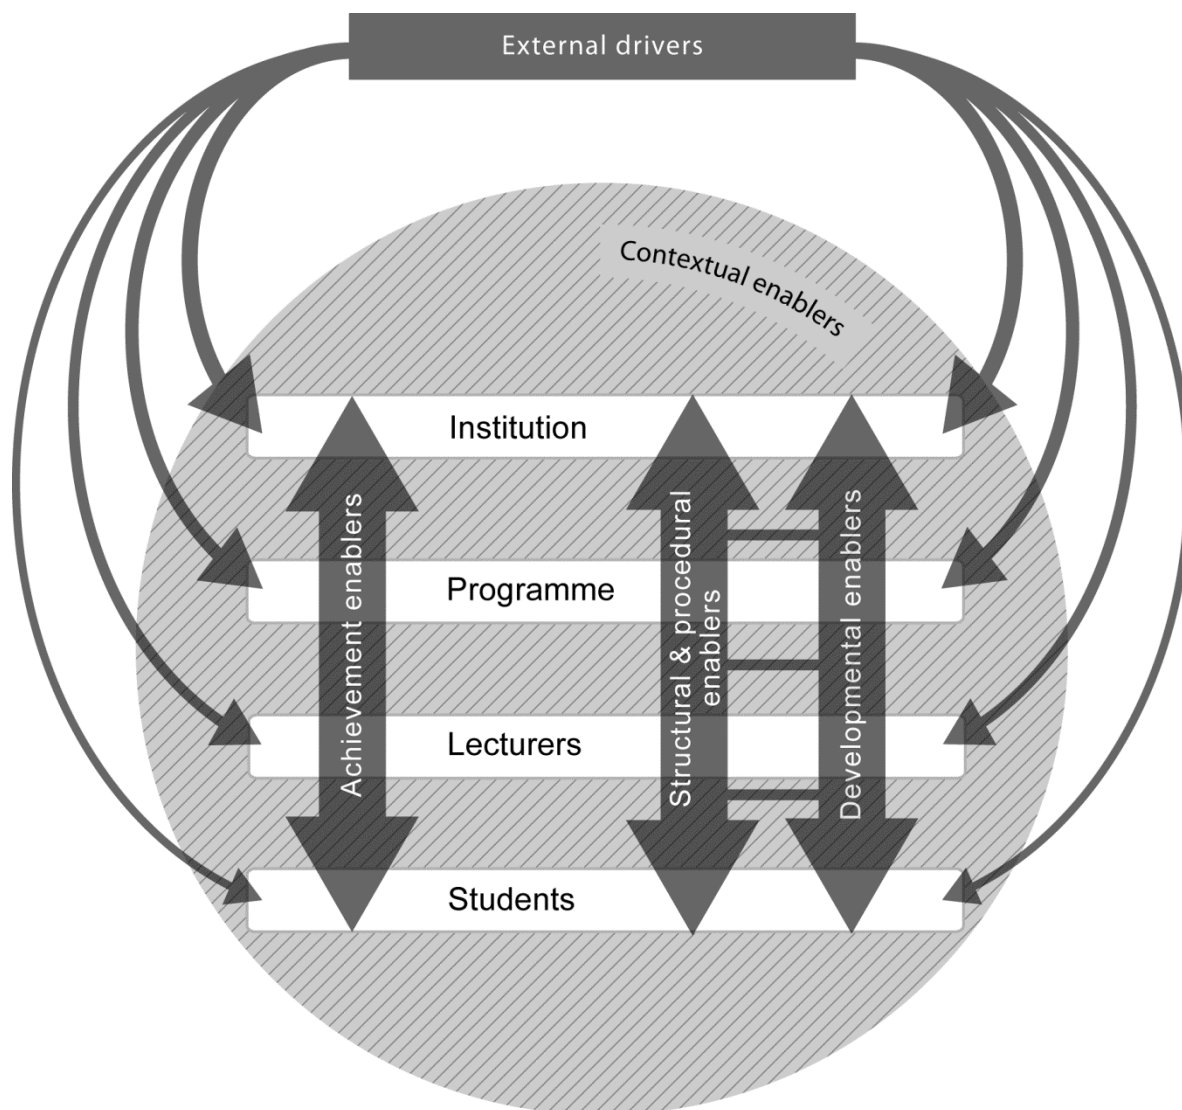 External drivers
Contextual enablers
Institution
Programme
Lecturers
Students
Achievement enablers
Structural & procedural
enablers
Developmental enablers